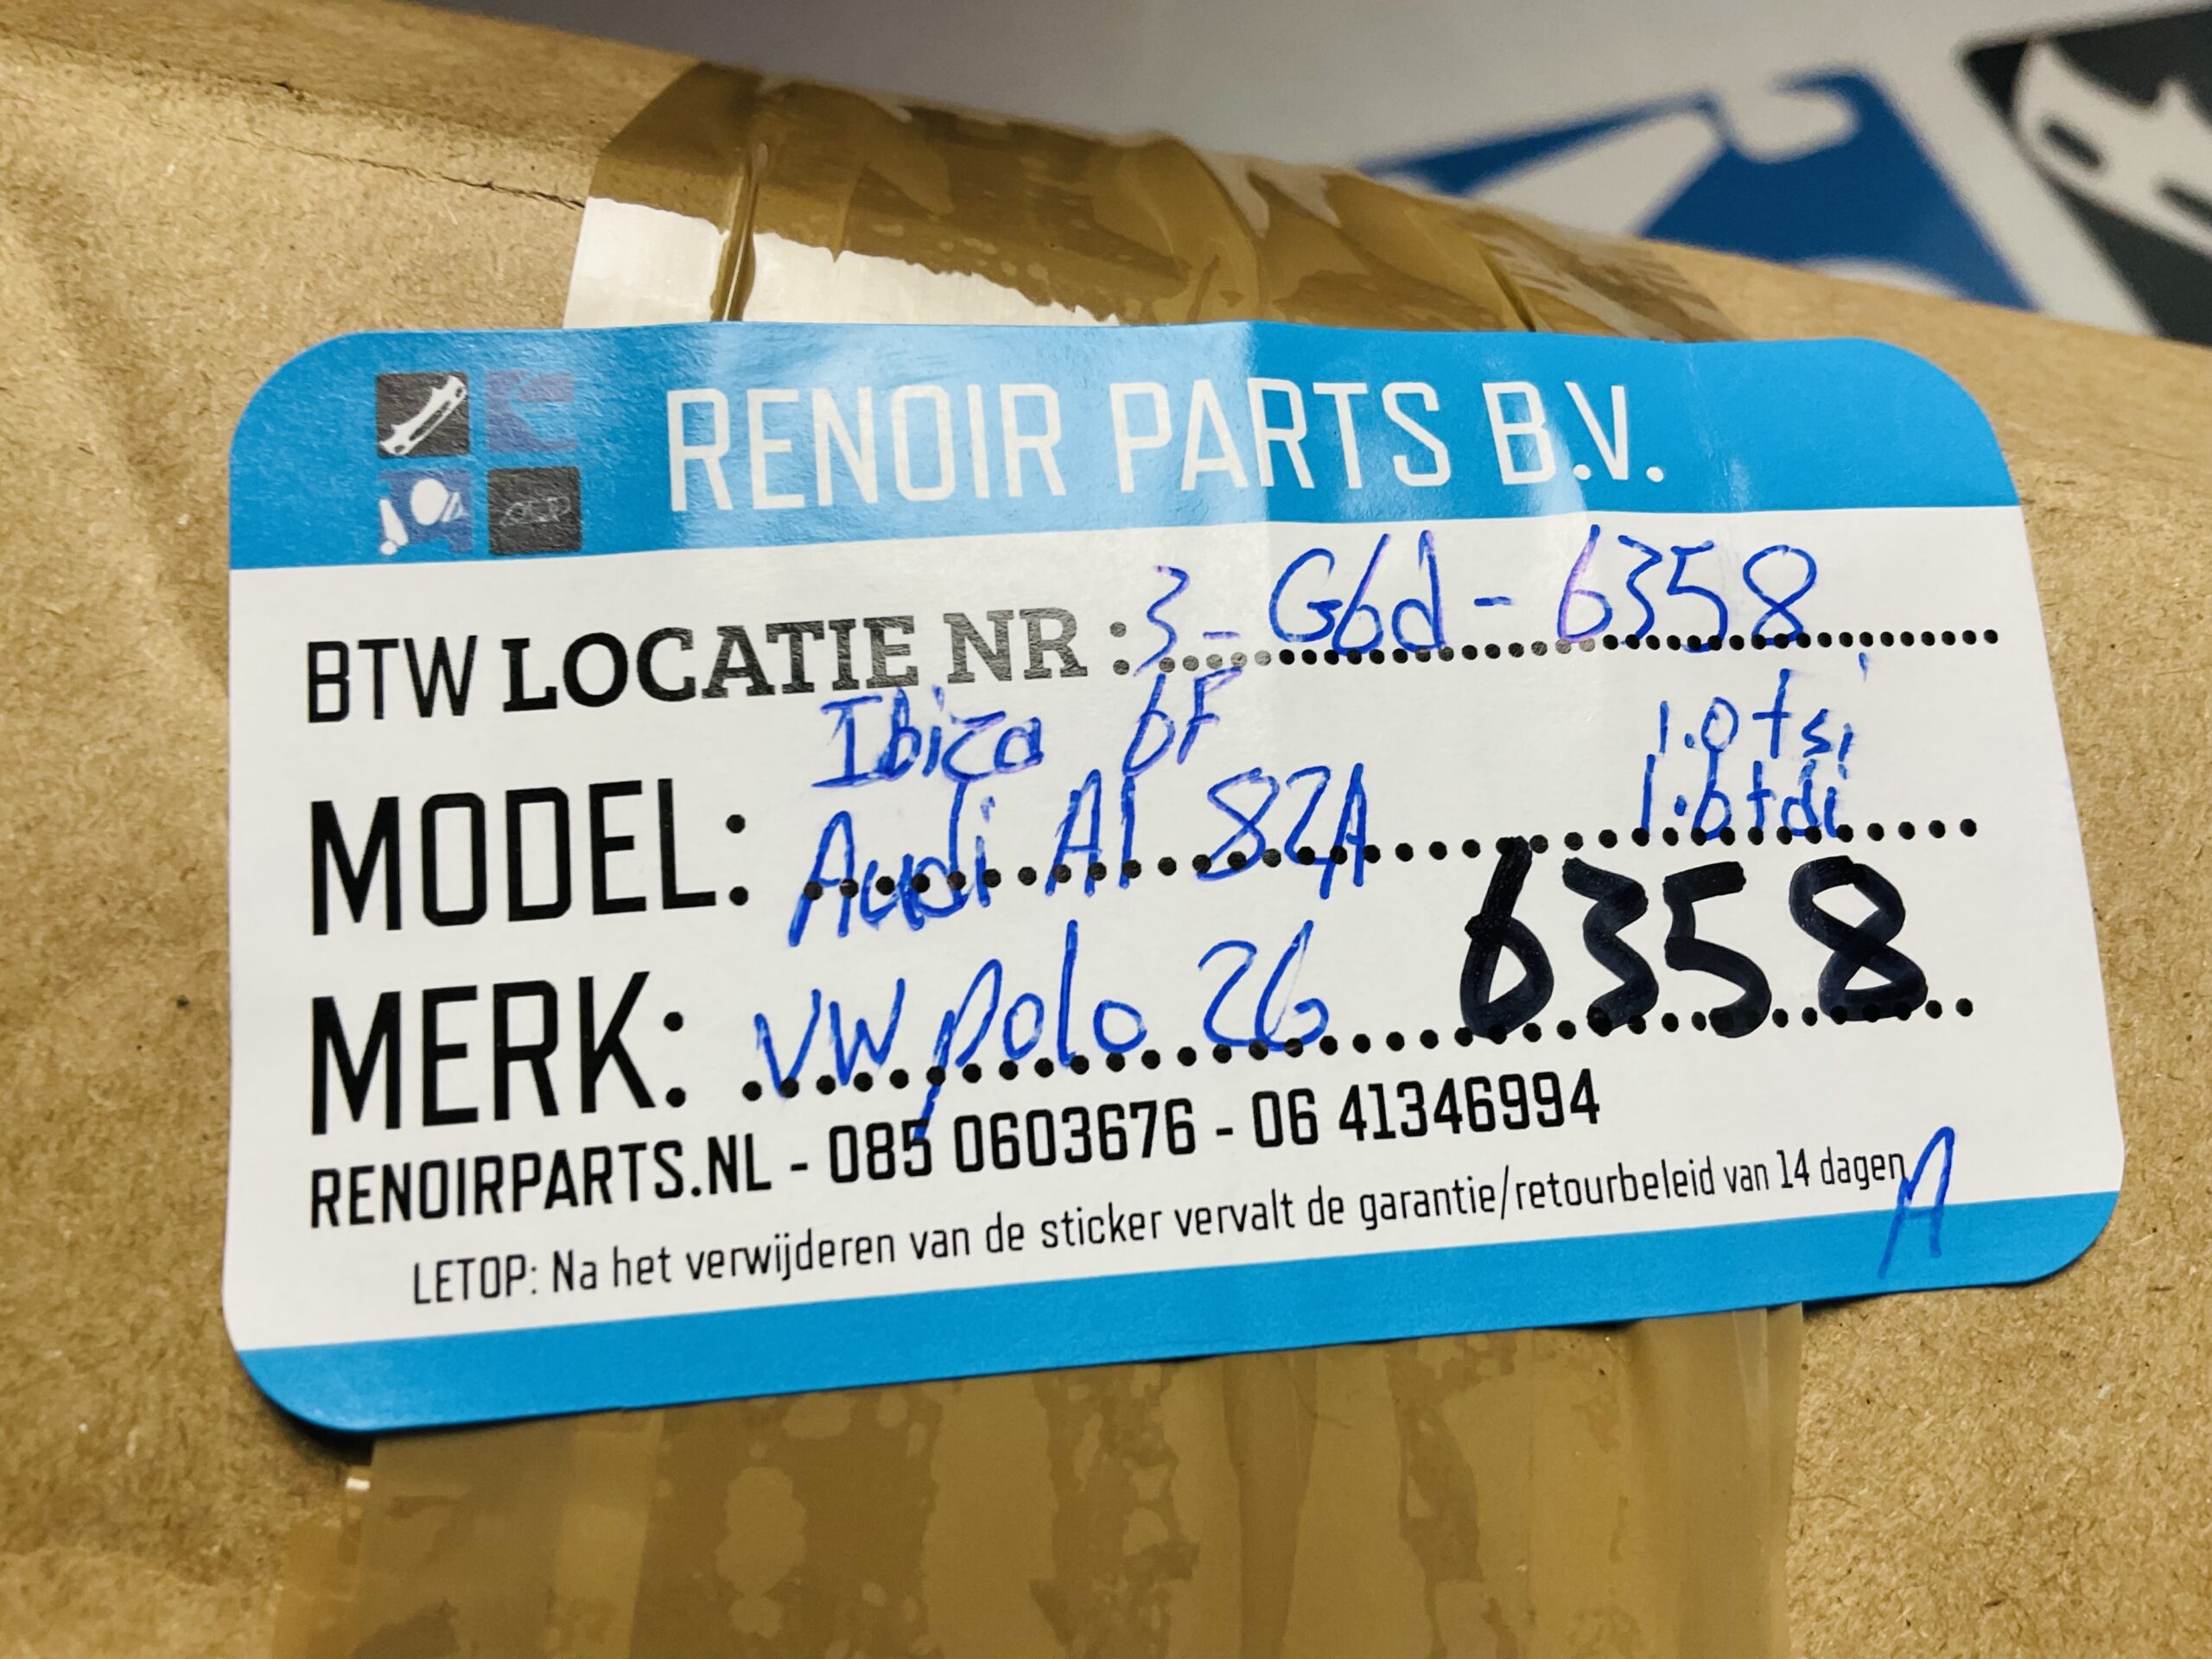 RENOIR PARTS B.V.
BTW LOCATIE NR : 3 - G6d - 6358
Ibiza 6F 1.0 tsi
MODEL: Audi A1 82A 1.6 tdi
MERK: VW polo 2G 6358
RENOIRPARTS.NL - 085 0603676 - 06 41346994
LETOP: Na het verwijderen van de sticker vervalt de garantie/retourbeleid van 14 dagen
A